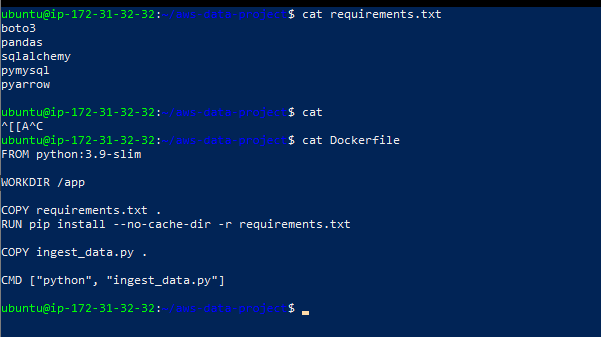 ubuntu@ip-172-31-32-32:~/aws-data-project$ cat requirements.txt
boto3
pandas
sqlalchemy
pymysql
pyarrow
ubuntu@ip-172-31-32-32:~/aws-data-project$ cat
^[[A^C
ubuntu@ip-172-31-32-32:~/aws-data-project$ cat Dockerfile
FROM python:3.9-slim
WORKDIR /app
COPY requirements.txt .
RUN pip install --no-cache-dir -r requirements.txt
COPY ingest_data.py .
CMD ["python", "ingest_data.py"]
ubuntu@ip-172-31-32-32:~/aws-data-project$